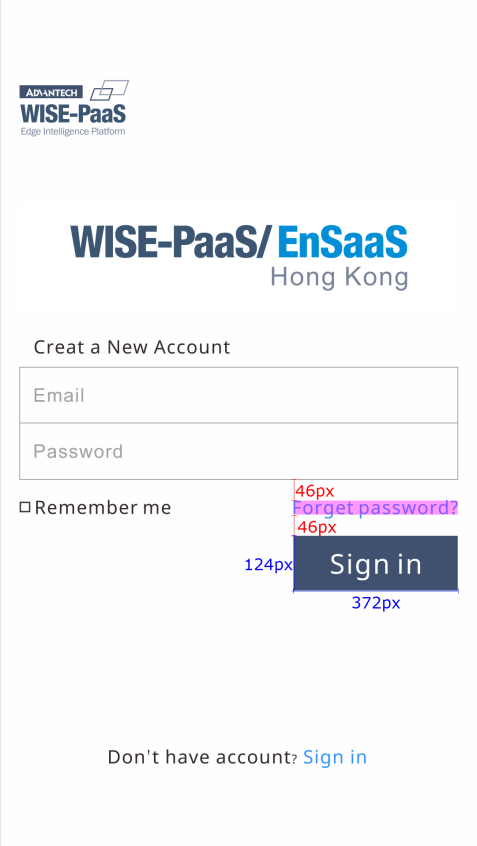 ADVANTECH
WISE-PaaS
Edge Intelligence Platform
WISE-PaaS/EnSaaS
Hong Kong
Creat a New Account
Email
Password
46px
Remember me Forget password?
46px
124px Sign in
372px
Don't have account? Sign in